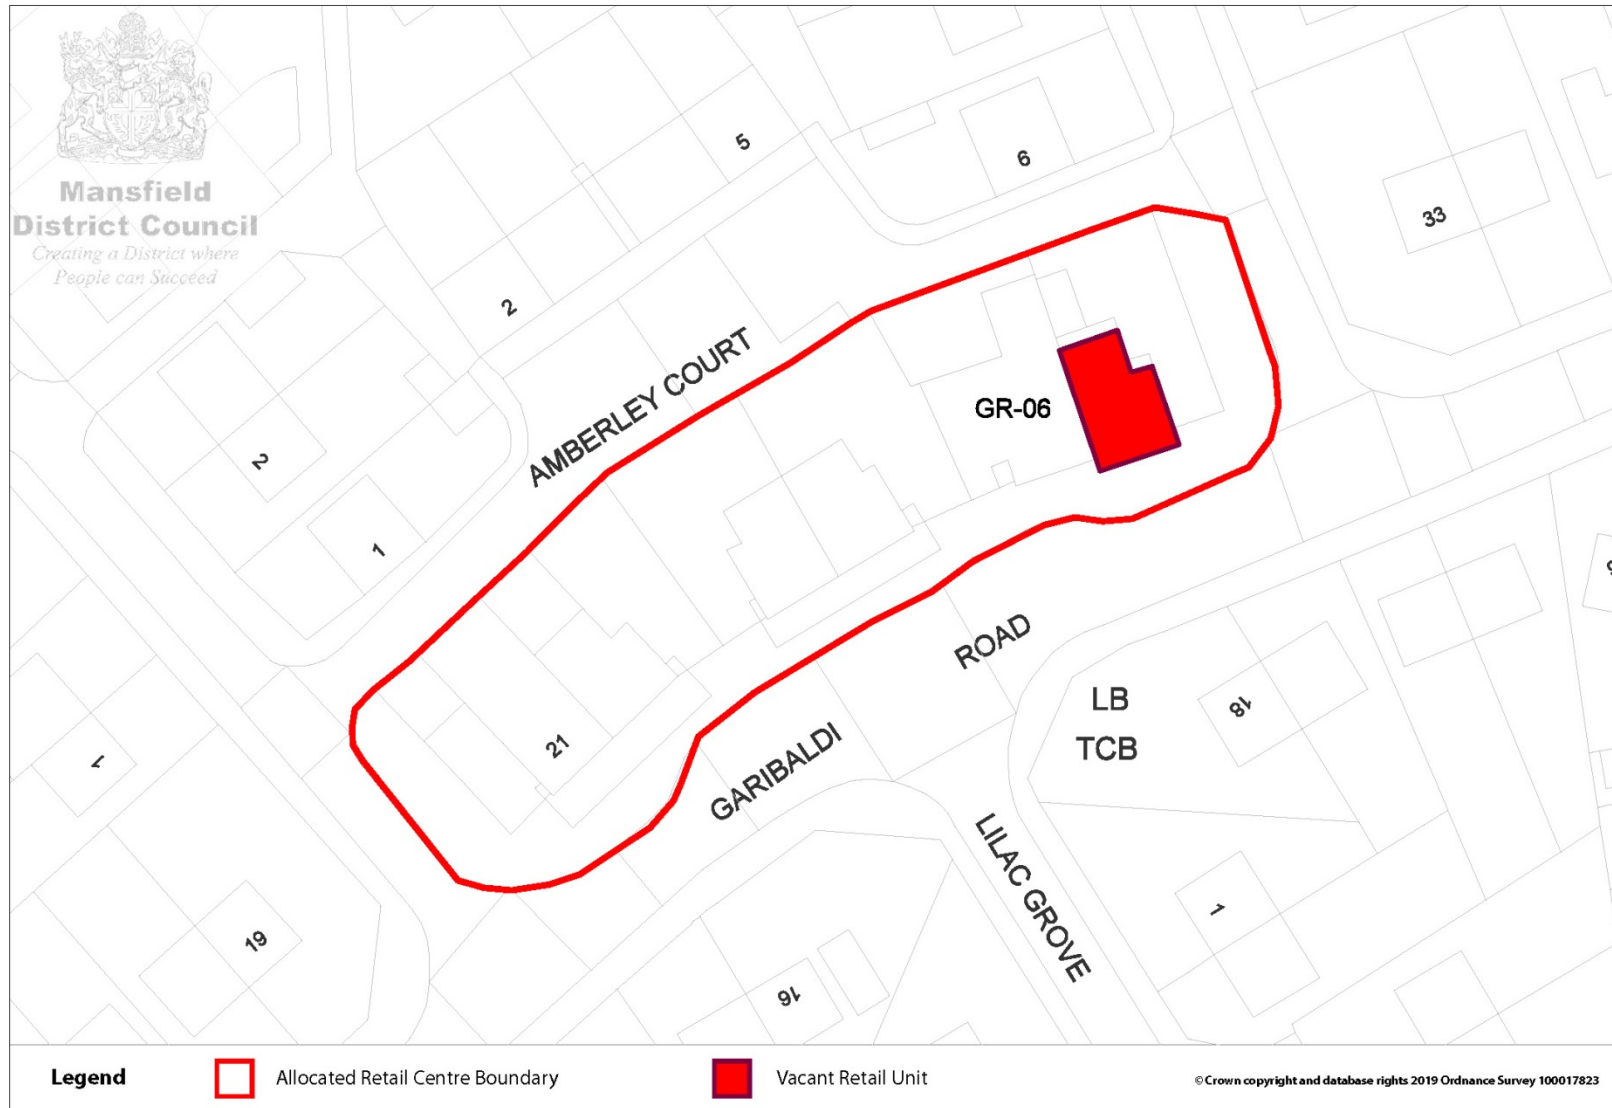 Mansfield
District Council
Creating a District where
People can Succeed
5
6
33
2
AMBERLEY COURT
GR-06
2
1
ROAD
LB
TCB
18
1
21
GARIBALDI
LILAC GROVE
1
19
16
Legend
Allocated Retail Centre Boundary
Vacant Retail Unit
© Crown copyright and database rights 2019 Ordnance Survey 100017823